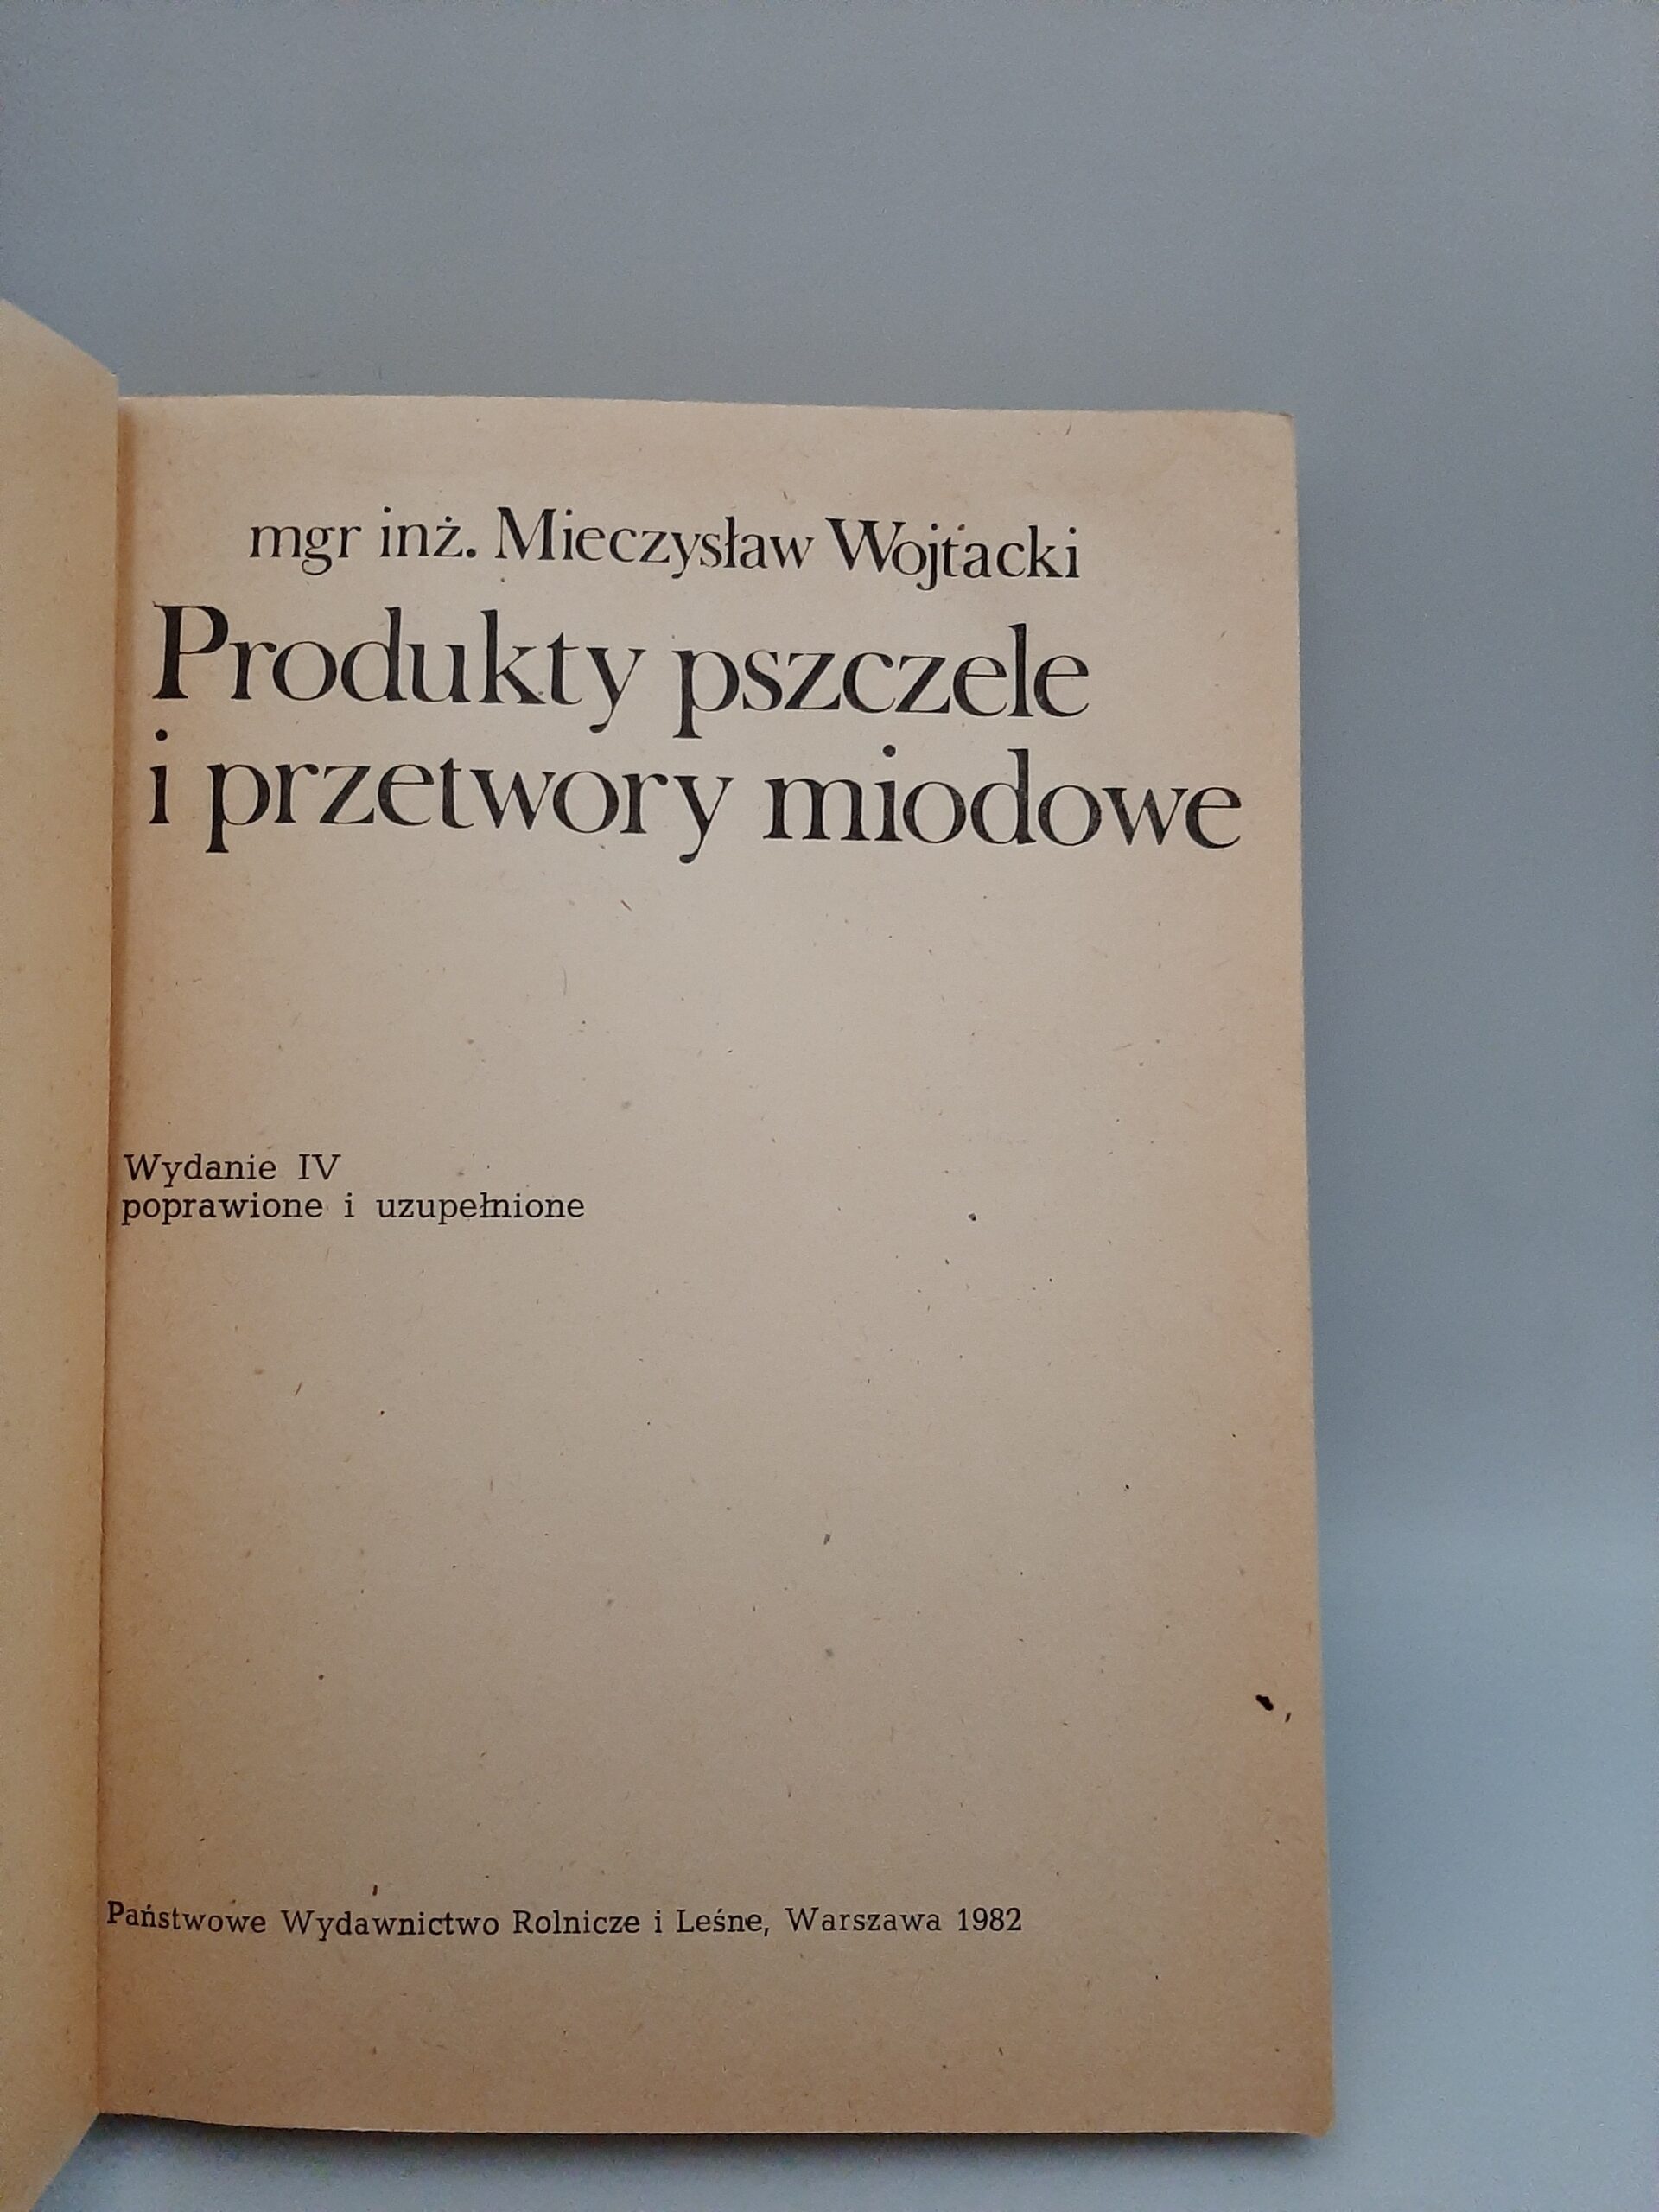 mgr inż. Mieczysław Wojtacki
Produkty pszczele
i przetwory miodowe
Wydanie IV
poprawione i uzupełnione
Państwowe Wydawnictwo Rolnicze i Leśne, Warszawa 1982